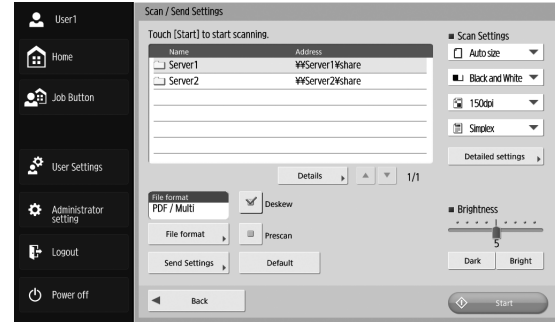 User1
Home
Job Button
User Settings
Administrator
setting
Logout
Power off
Scan / Send Settings
Touch [Start] to start scanning.
Name Address
Server1 ¥¥Server1¥share
Server2 ¥¥Server2¥share
Details 1/1
File format
PDF / Multi
Deskew
File format
Prescan
Send Settings
Default
Back
Scan Settings
Auto size
Black and White
150dpi
Simplex
Detailed settings
Brightness
5
Dark Bright
Start